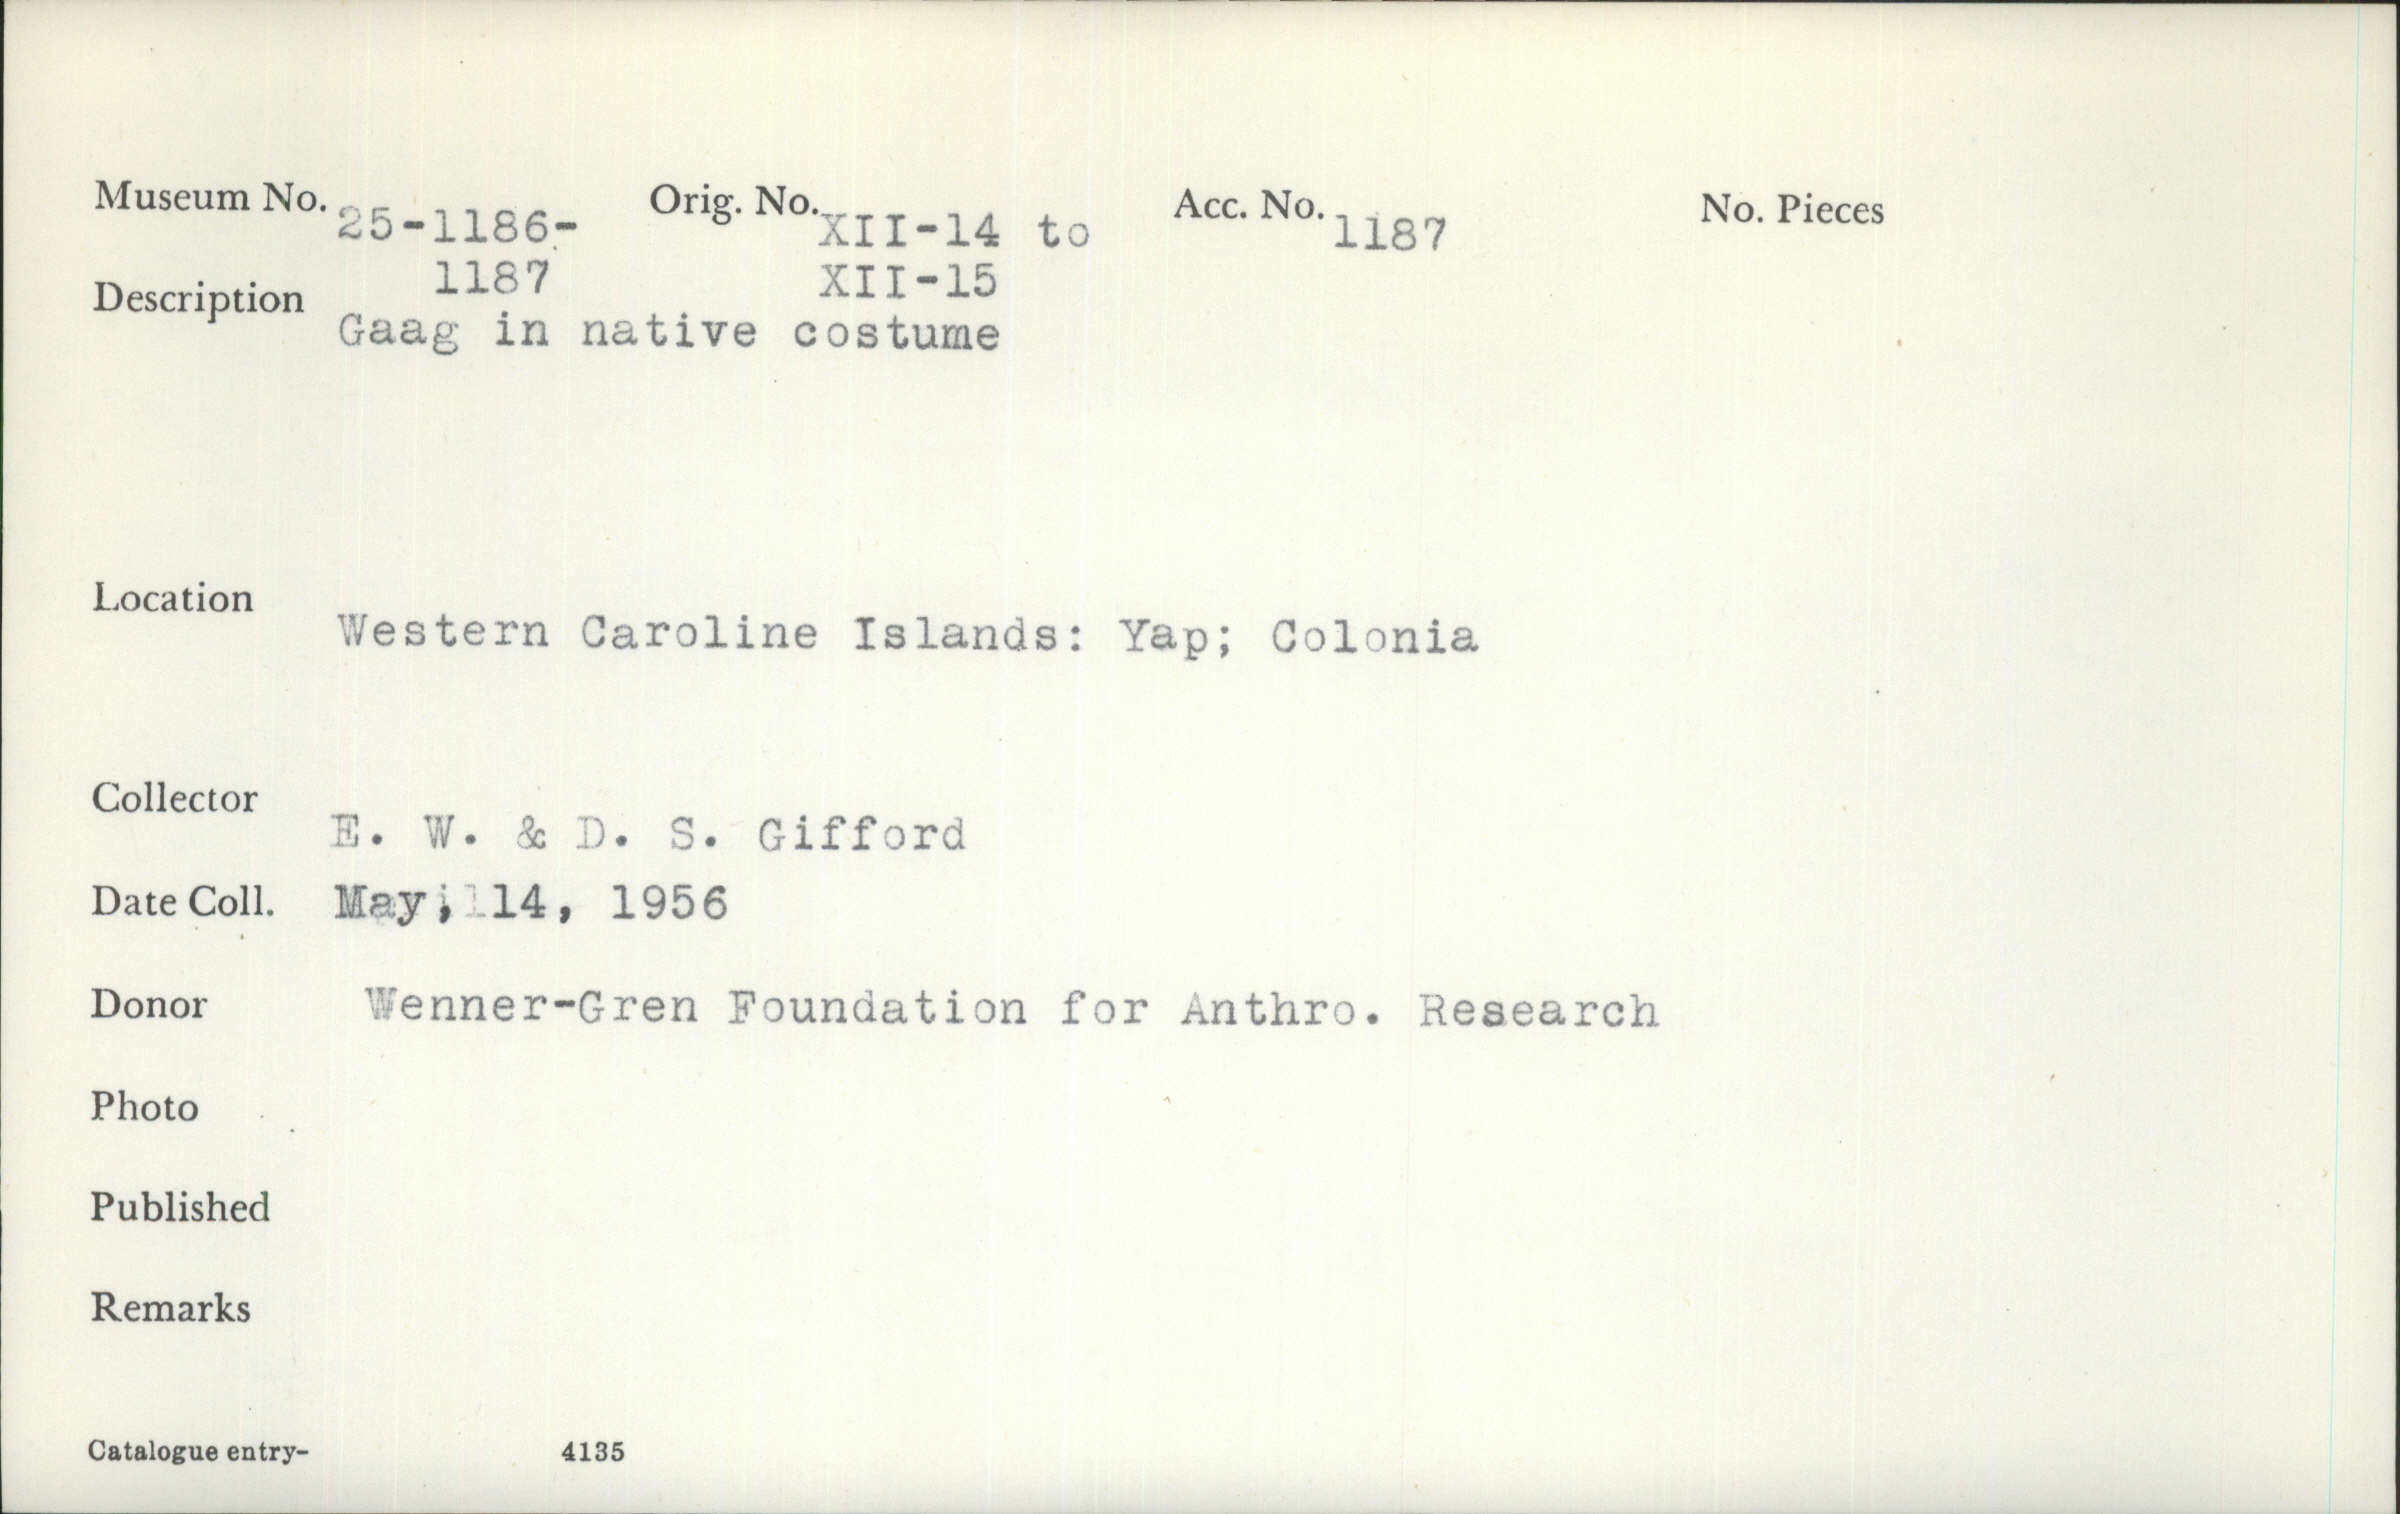 Museum No. 25-1186- Orig. No. XII-14 to Acc. No. 1187 No. Pieces
1187 XII-15
Description Gaag in native costume
Location Western Caroline Islands: Yap; Colonia
Collector E. W. & D. S. Gifford
Date Coll. May, 14, 1956
Donor Wenner-Gren Foundation for Anthro. Research
Photo
Published
Remarks
Catalogue entry- 4135